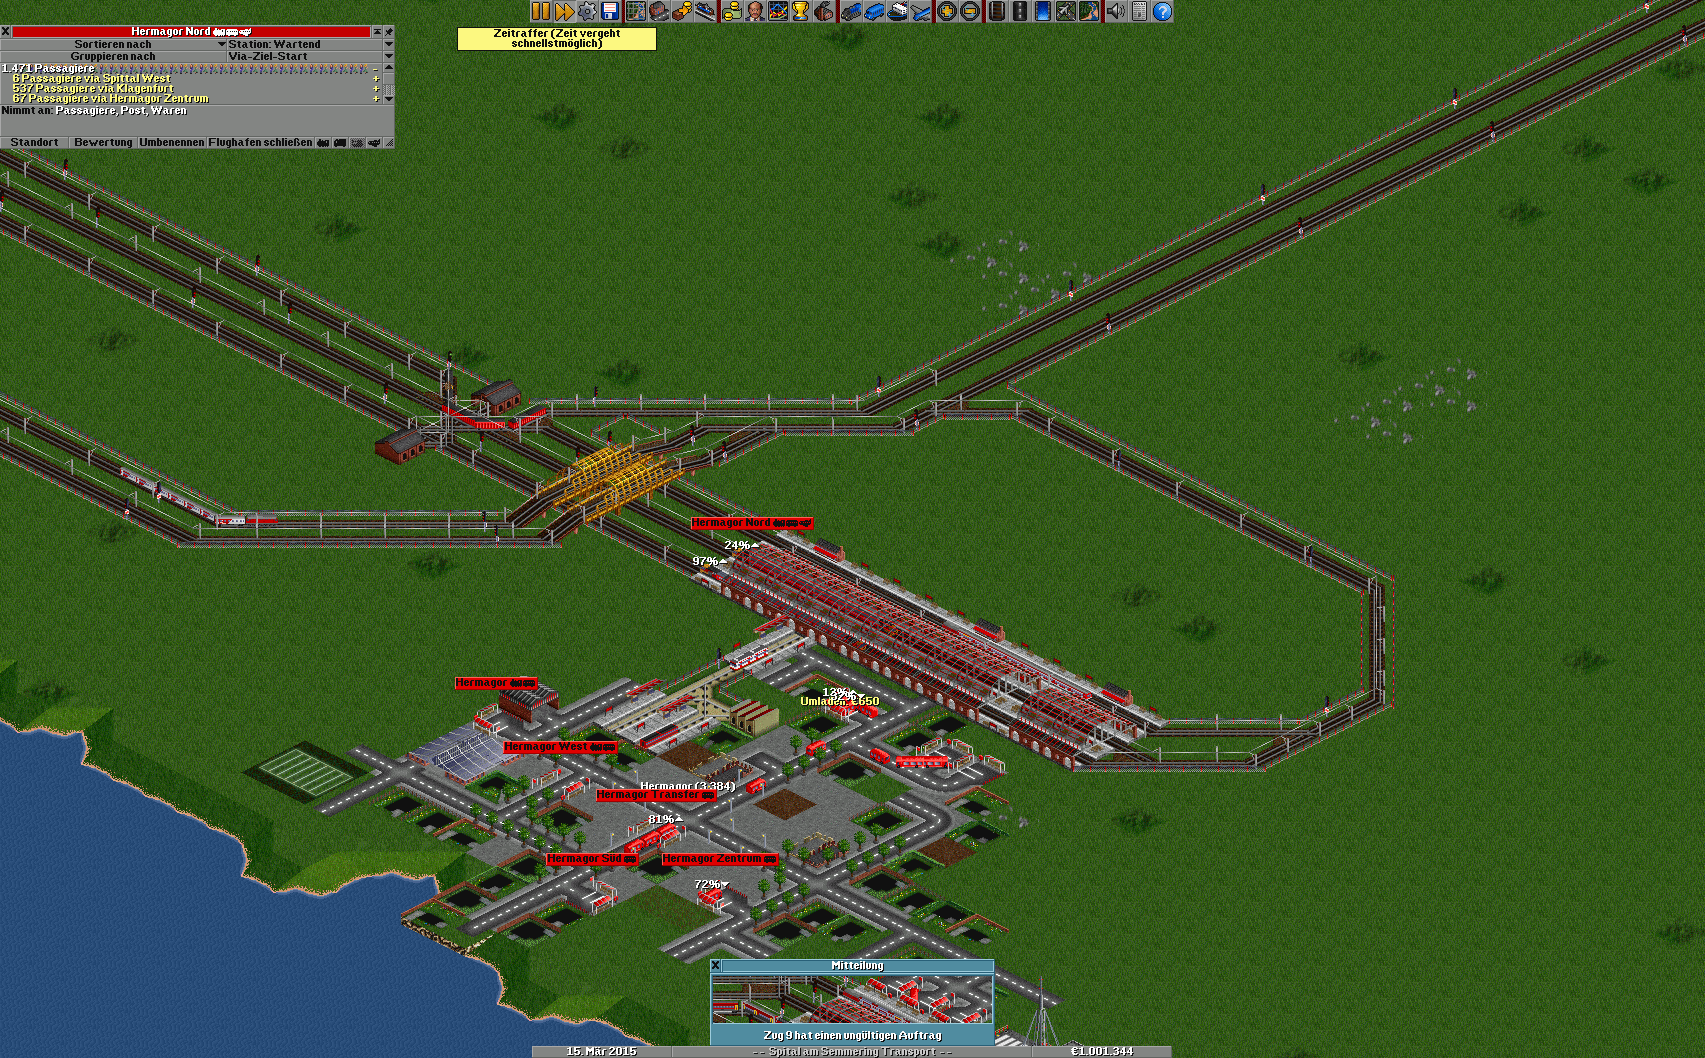 Hermagor Nord
Sortieren nach
Station: Wartend
Gruppieren nach
Via-Ziel-Start
1.471 Passagiere
6 Passagiere via Spittal West
537 Passagiere via Klagenfurt
67 Passagiere via Hermagor Zentrum
Nimmt an: Passagiere, Post, Waren
Standort
Bewertung
Umbenennen
Flughafen schließen
Zeitraffer (Zeit vergeht
schnellstmöglich)
Hermagor Nord
24%
97%
Hermagor
13%
Umladen: €650
Hermagor West
Hermagor (3.384)
Hermagor Transfer
81%
Hermagor Süd
Hermagor Zentrum
72%
Mitteilung
Zug 9 hat einen ungültigen Auftrag
15. Mär 2015
-- Spital am Semmering Transport --
€1.001.344